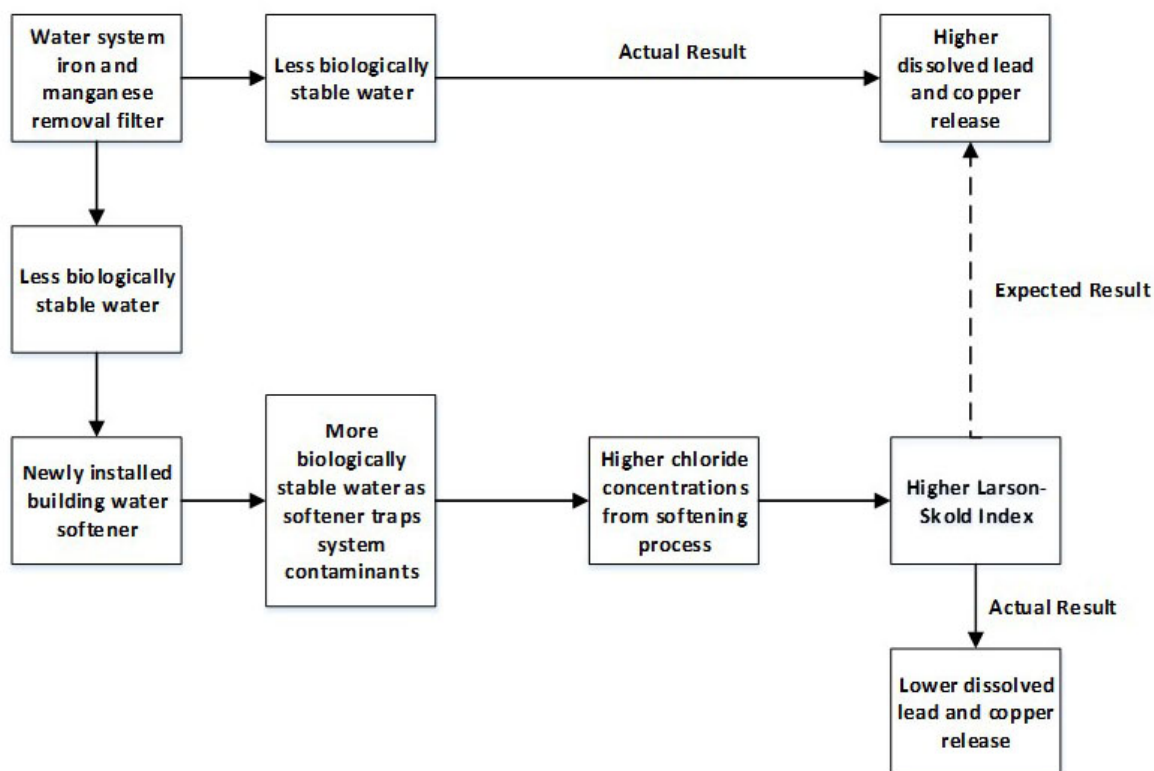 Water system
iron and
manganese
removal filter
Less biologically
stable water
Actual Result
Higher
dissolved lead
and copper
release
Less biologically
stable water
Expected Result
Newly installed
building water
softener
More
biologically
stable water as
softener traps
system
contaminants
Higher chloride
concentrations
from softening
process
Higher Larson-
Skold Index
Actual Result
Lower dissolved
lead and copper
release